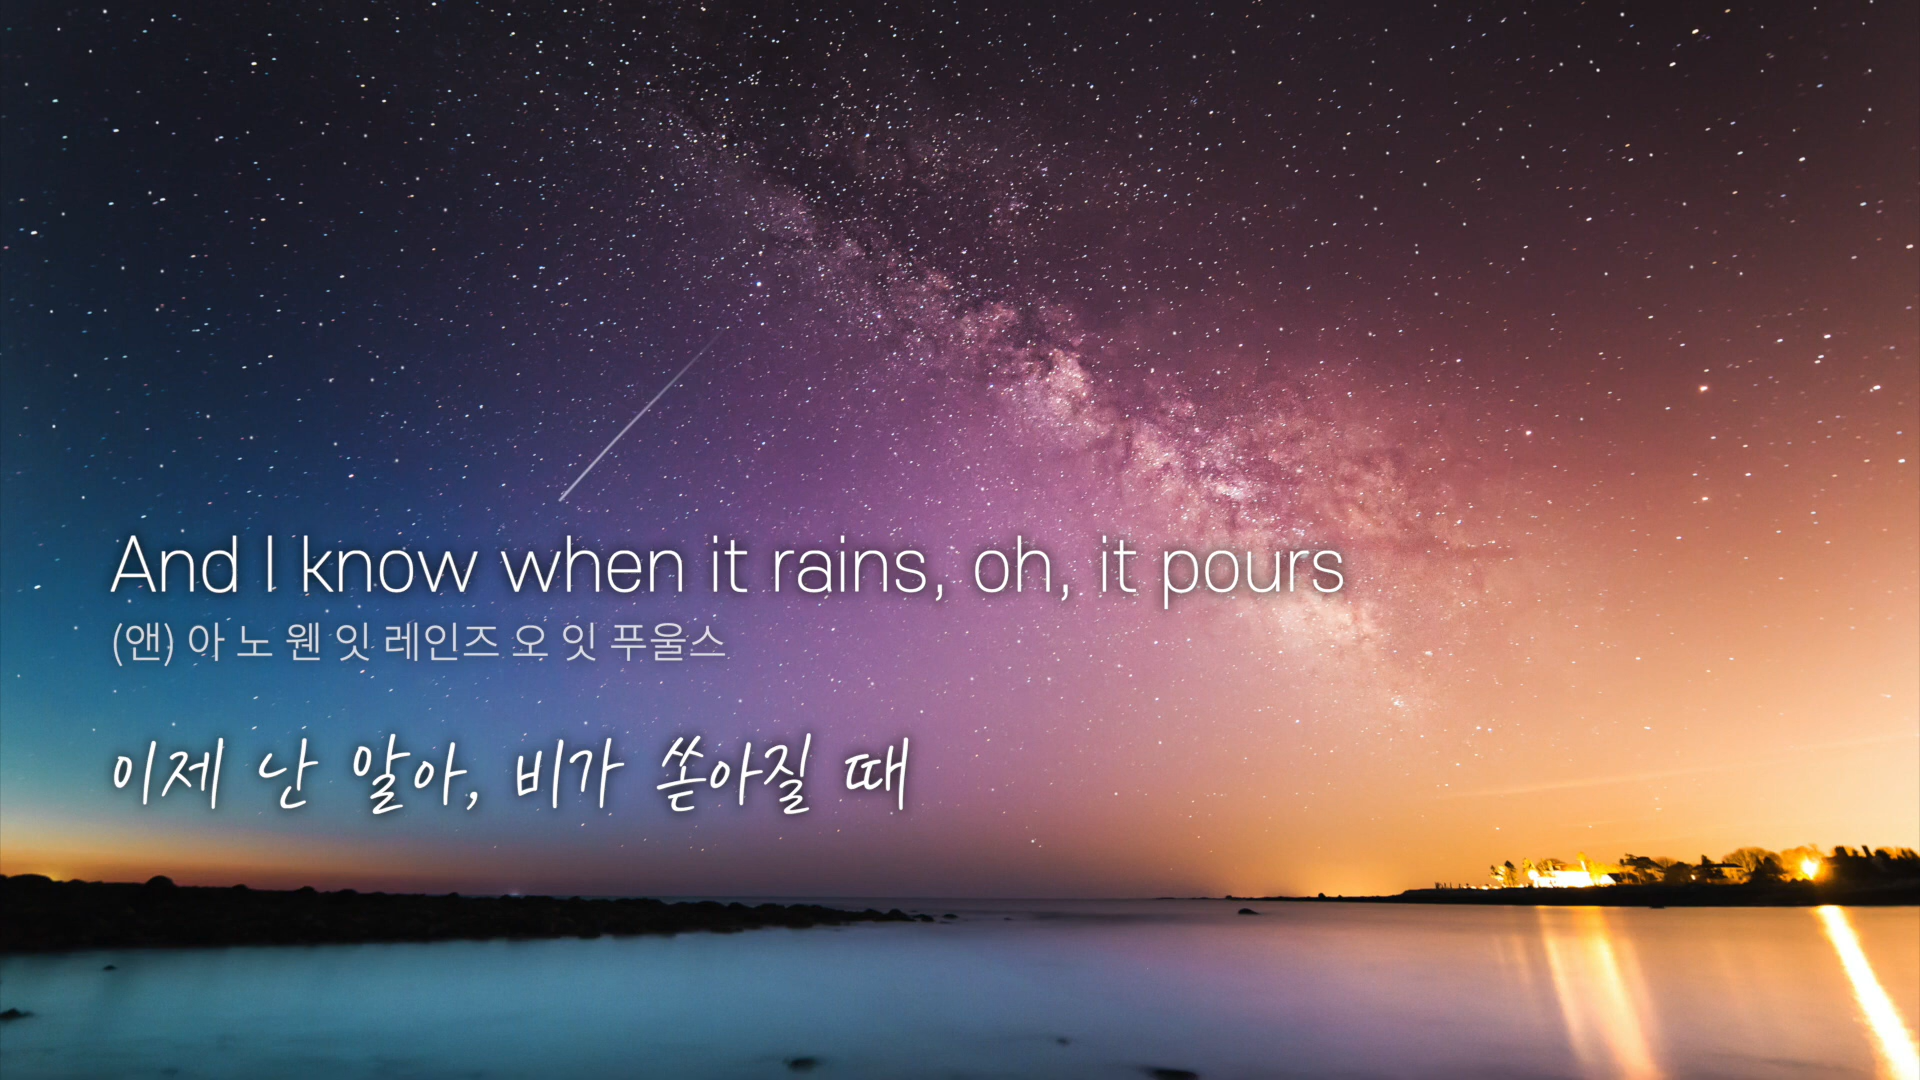 And I know when it rains, oh, it pours
(앤) 아 노 웬 잇 레인즈 오 잇 푸울스
이제 난 알아, 비가 쏟아질 때